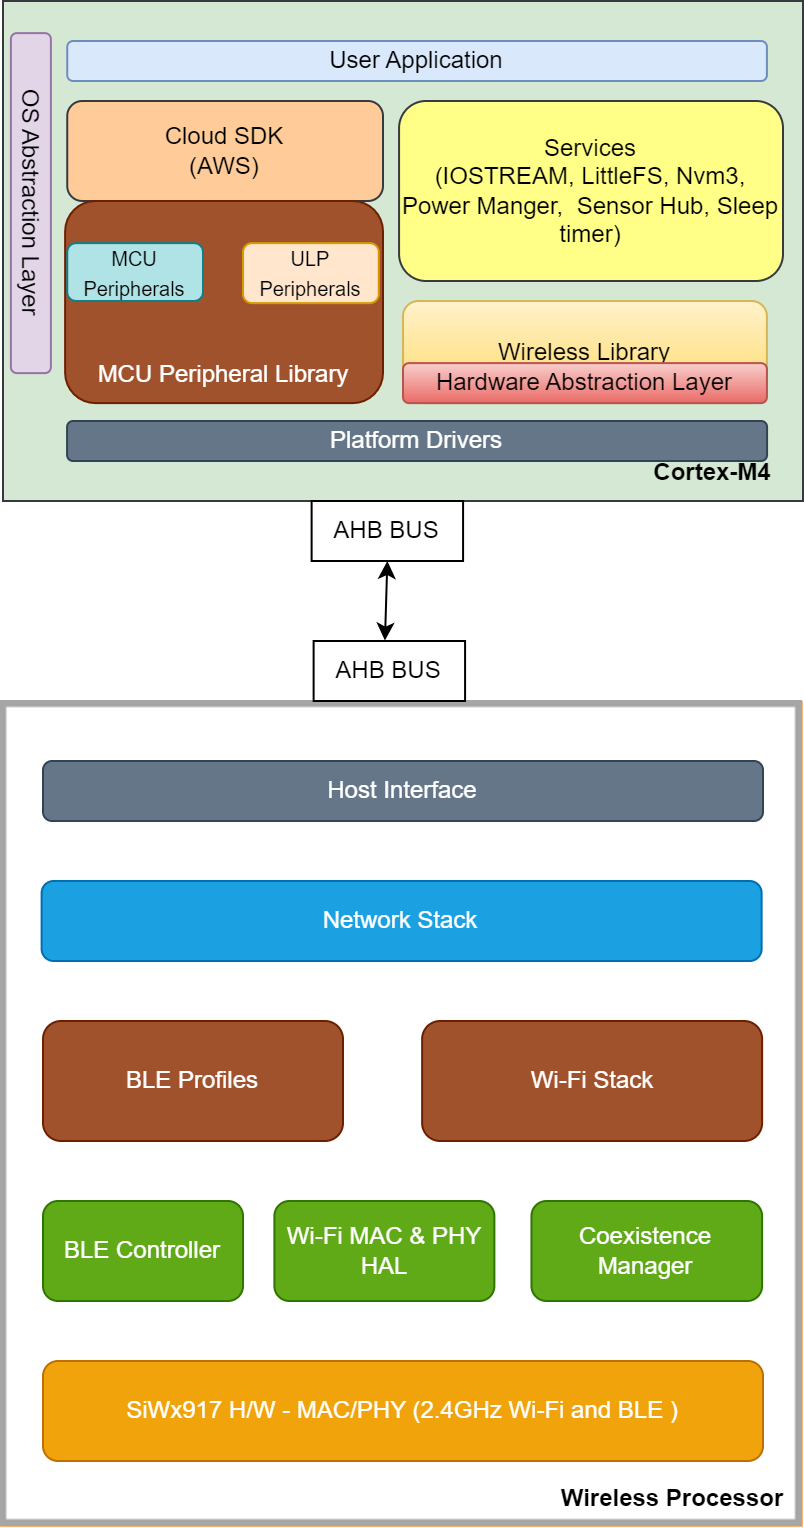 User Application
OS Abstraction Layer
Cloud SDK
(AWS)
Services
(IOSTREAM, LittleFS, Nvm3,
Power Manger,  Sensor Hub, Sleep
timer)
MCU
Peripherals
ULP
Peripherals
MCU Peripheral Library
Wireless Library
Hardware Abstraction Layer
Platform Drivers
Cortex-M4
AHB BUS
AHB BUS
Host Interface
Network Stack
BLE Profiles
Wi-Fi Stack
BLE Controller
Wi-Fi MAC & PHY
HAL
Coexistence
Manager
SiWx917 H/W - MAC/PHY (2.4GHz Wi-Fi and BLE )
Wireless Processor